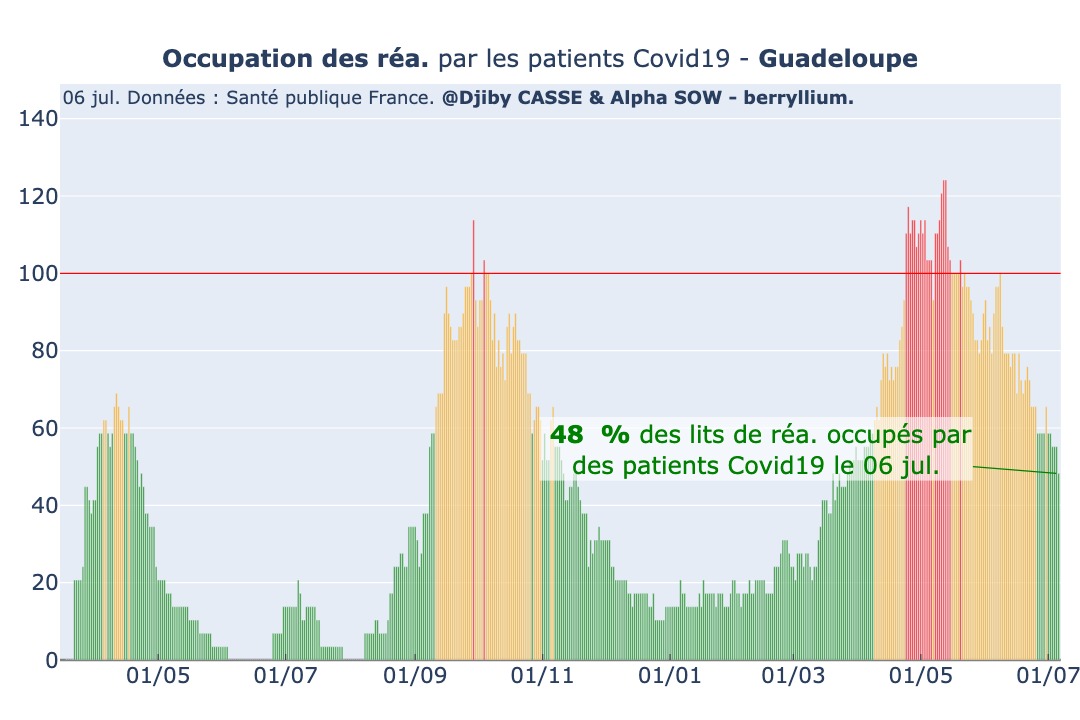 Occupation des réa. par les patients Covid19 - Guadeloupe
06 jul. Données : Santé publique France. @Djiby CASSE & Alpha SOW - berryllium.
140
120
100
80
60
40
20
0
48 % des lits de réa. occupés par
des patients Covid19 le 06 jul.
01/05 01/07 01/09 01/11 01/01 01/03 01/05 01/07